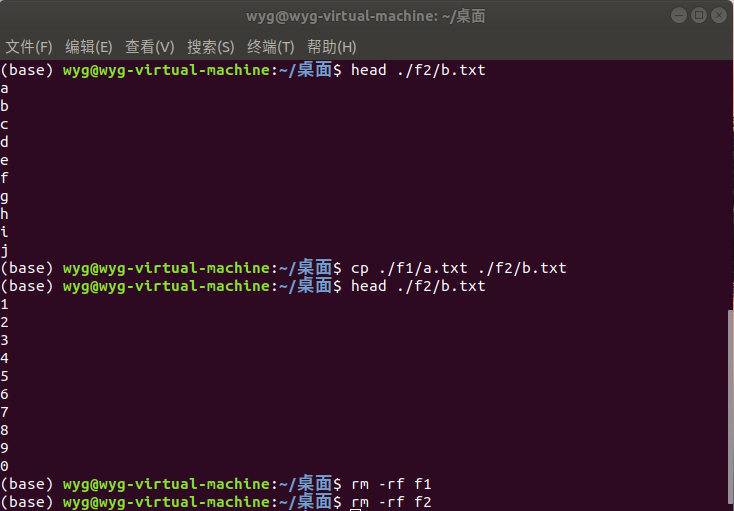 wyg@wyg-virtual-machine: ~/桌面
文件(F) 编辑(E) 查看(V) 搜索(S) 终端(T) 帮助(H)
(base) wyg@wyg-virtual-machine:~/桌面$ head ./f2/b.txt
a
b
c
d
e
f
g
h
i
j
(base) wyg@wyg-virtual-machine:~/桌面$ cp ./f1/a.txt ./f2/b.txt
(base) wyg@wyg-virtual-machine:~/桌面$ head ./f2/b.txt
1
2
3
4
5
6
7
8
9
0
(base) wyg@wyg-virtual-machine:~/桌面$ rm -rf f1
(base) wyg@wyg-virtual-machine:~/桌面$ rm -rf f2